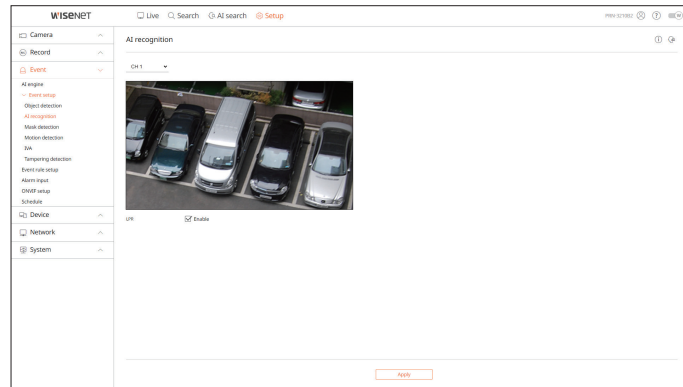 WISENET
Live Search AI search Setup
Camera
Record
Event
AI engine
Event setup
Object detection
AI recognition
Mask detection
Motion detection
IVA
Tampering detection
Event rule setup
Alarm input
ONVIF setup
Schedule
Device
Network
System
AI recognition
CH 1
LPR Enable
Apply